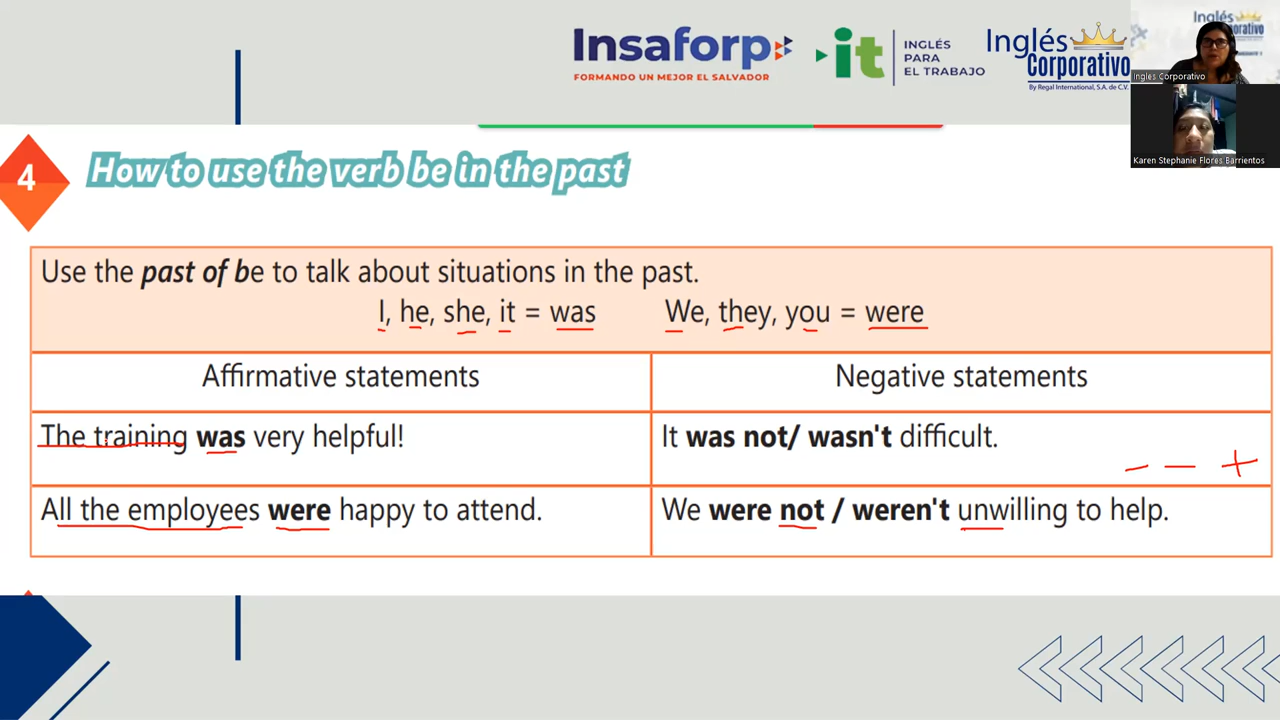 Insaforp
FORMANDO UN MEJOR EL SALVADOR
it
INGLÉS
PARA
EL TRABAJO
Inglés
Corporativo
By Regal International, S.A. de C.V.
Inglés
Corporativo
Ingles Corporativo
Karen Stephanie Flores Barrientos
4
How to use the verb be in the past
Use the past of be to talk about situations in the past.
I, he, she, it = was We, they, you = were
Affirmative statements
Negative statements
The training was very helpful!
It was not/ wasn't difficult.
— — +
All the employees were happy to attend.
We were not / weren't unwilling to help.